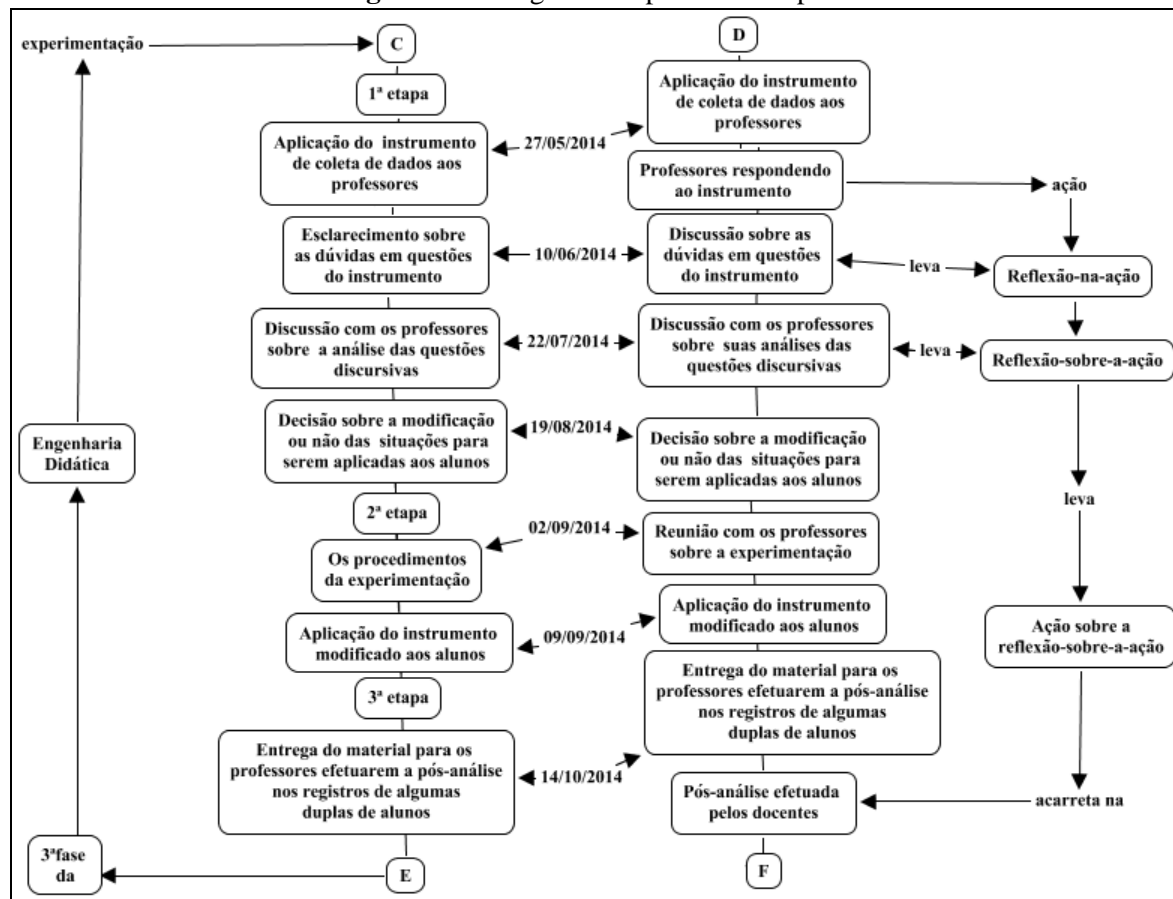 experimentação
C
D
1ª etapa
Aplicação do instrumento
de coleta de dados aos
professores
27/05/2014
Aplicação do instrumento
de coleta de dados aos
professores
Professores respondendo
ao instrumento
ação
Esclarecimento sobre
as dúvidas em questões
do instrumento
10/06/2014
Discussão sobre as
dúvidas em questões
do instrumento
leva
Reflexão-na-ação
Discussão com os professores
sobre a análise das questões
discursivas
22/07/2014
Discussão com os professores
sobre suas análises das
questões discursivas
leva
Reflexão-sobre-a-ação
Engenharia
Didática
Decisão sobre a modificação
ou não das situações para
serem aplicadas aos alunos
19/08/2014
Decisão sobre a modificação
ou não das situações para
serem aplicadas aos alunos
leva
2ª etapa
02/09/2014
Reunião com os professores
sobre a experimentação
Os procedimentos
da experimentação
Aplicação do instrumento
modificado aos alunos
09/09/2014
Aplicação do instrumento
modificado aos alunos
Ação sobre a
reflexão-sobre-a-ação
3ª etapa
Entrega do material para os
professores efetuarem a pós-análise
nos registros de algumas
duplas de alunos
Entrega do material para os
professores efetuarem a pós-análise
nos registros de algumas
duplas de alunos
14/10/2014
Pós-análise efetuada
pelos docentes
acarreta na
3ªfase
da
E
F